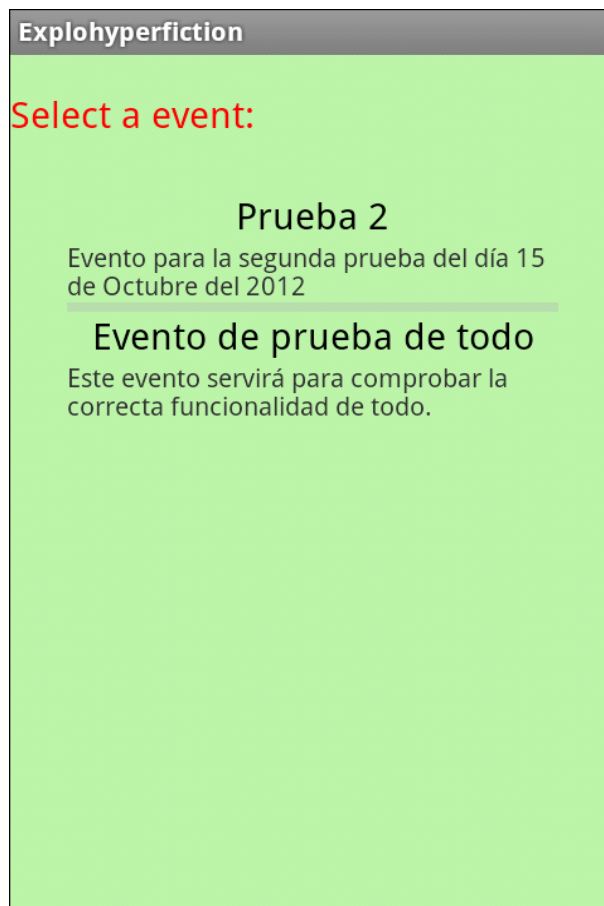 Explohyperfiction
Select a event:
Prueba 2
Evento para la segunda prueba del día 15
de Octubre del 2012
Evento de prueba de todo
Este evento servirá para comprobar la
correcta funcionalidad de todo.